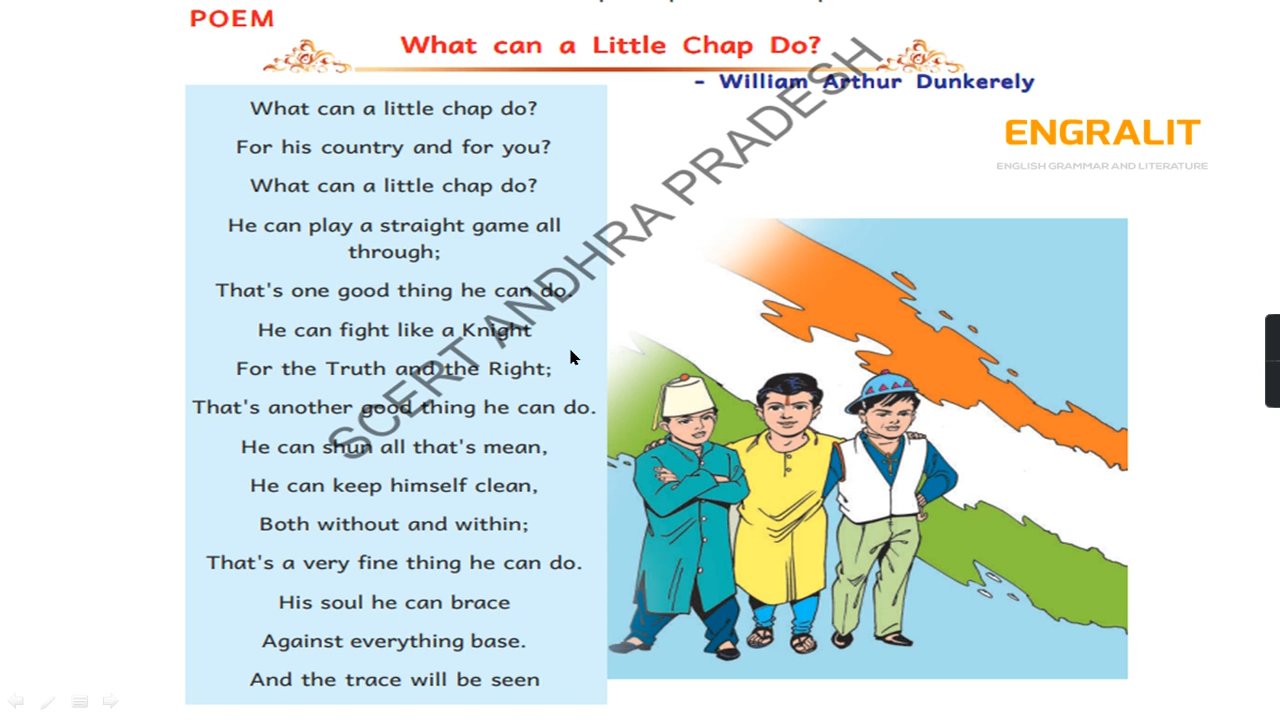 POEM
What can a Little Chap Do?
- William Arthur Dunkerely
What can a little chap do?
For his country and for you?
What can a little chap do?
He can play a straight game all
through;
That's one good thing he can do.
He can fight like a Knight
For the Truth and the Right;
That's another good thing he can do.
He can shun all that's mean,
He can keep himself clean,
Both without and within;
That's a very fine thing he can do.
His soul he can brace
Against everything base.
And the trace will be seen
SCERT ANDHRA PRADESH
ENGRALIT
ENGLISH GRAMMAR AND LITERATURE